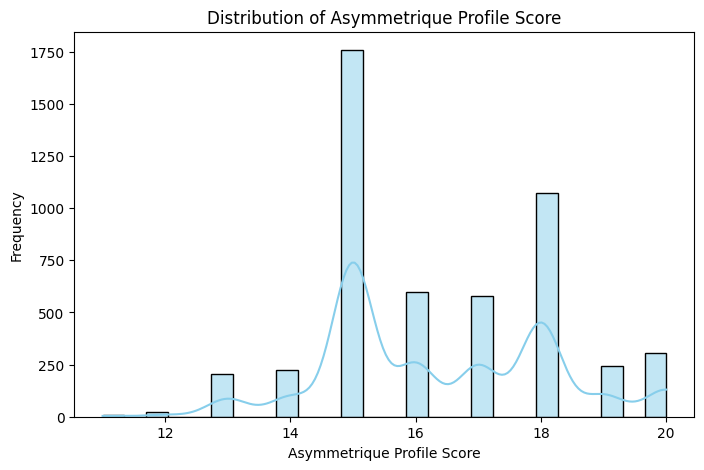 Distribution of Asymmetrique Profile Score
1750
1500
1250
1000
750
500
250
0
Frequency
12 14 16 18 20
Asymmetrique Profile Score